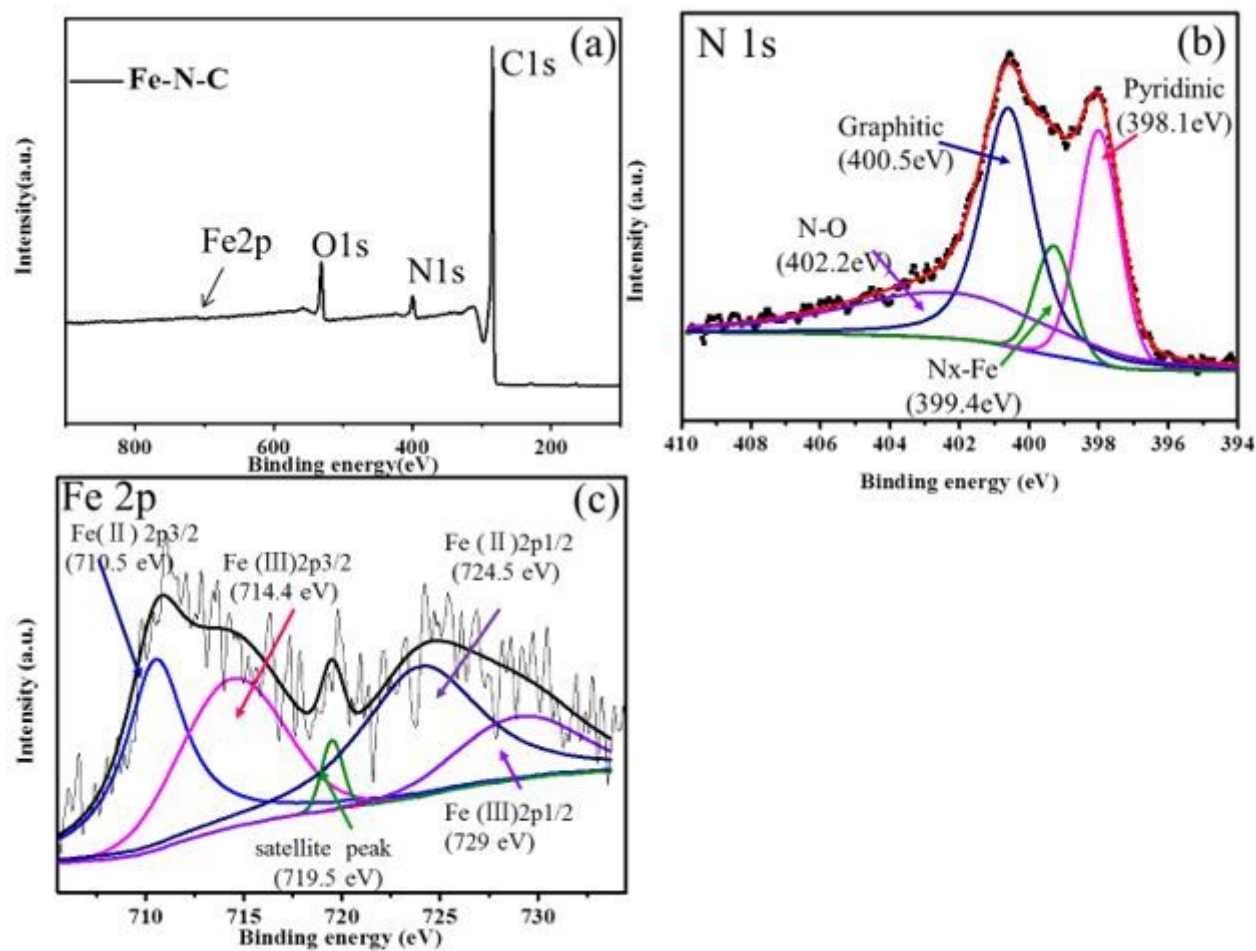 (a)
Fe-N-C
C1s
Fe2p
O1s
N1s
Intensity(a.u.)
800
600
400
200
Binding energy(eV)
N 1s
(b)
Pyridinic
(398.1eV)
Graphitic
(400.5eV)
N-O
(402.2eV)
Nx-Fe
(399.4eV)
Intensity (a.u.)
410
408
406
404
402
400
398
396
394
Binding energy (eV)
Fe 2p
(c)
Fe(Ⅱ) 2p3/2
(710.5 eV)
Fe (Ⅲ)2p3/2
(714.4 eV)
Fe (Ⅱ)2p1/2
(724.5 eV)
Fe (Ⅲ)2p1/2
(729 eV)
satellite peak
(719.5 eV)
Intensity (a.u.)
710
715
720
725
730
Binding energy (eV)